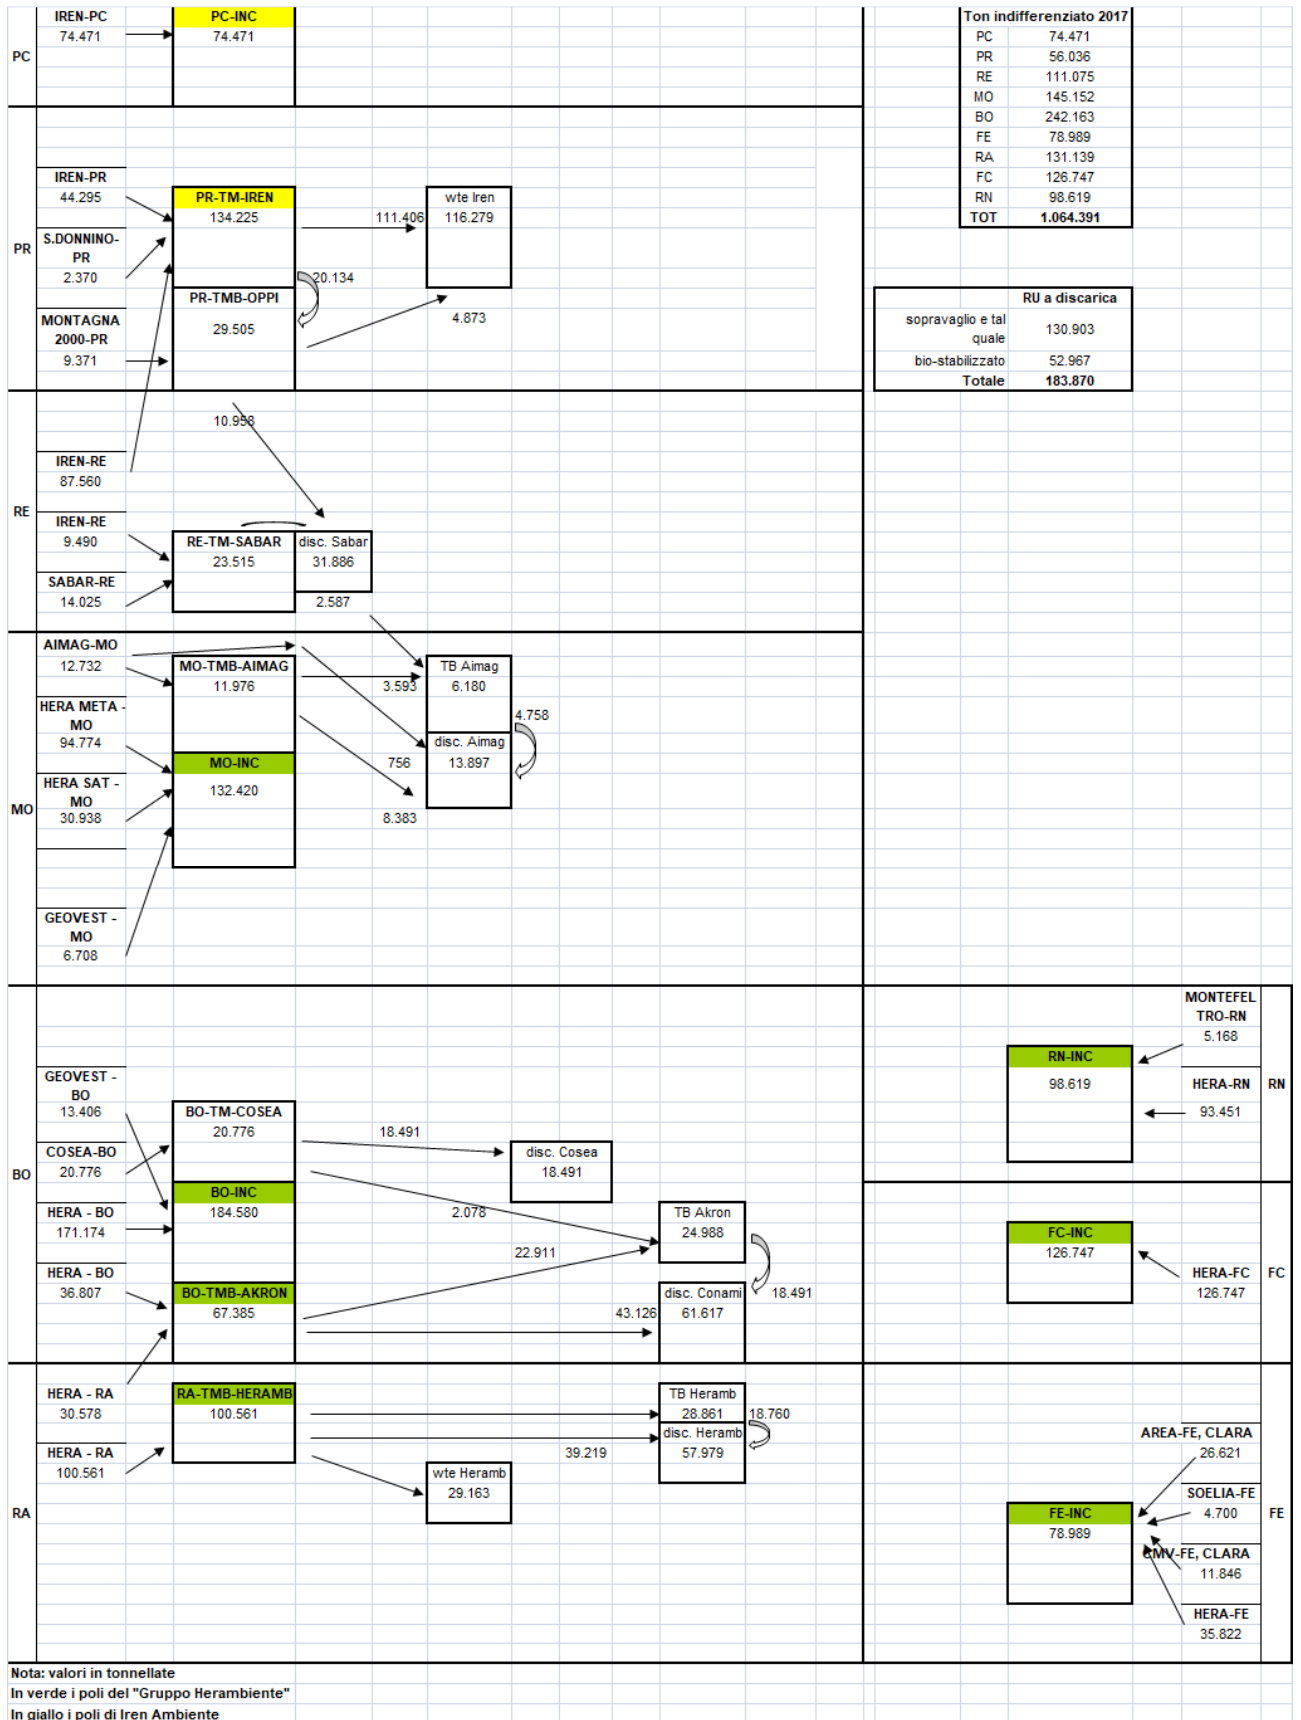 IREN-PC
74.471
PC-INC
74.471
PC
Ton indifferenziato 2017
PC 74.471
PR 56.036
RE 111.075
MO 145.152
BO 242.163
FE 78.989
RA 131.139
FC 126.747
RN 98.619
TOT 1.064.391
IREN-PR
44.295
PR-TM-IREN
134.225
111.406
wte Iren
116.279
PR
S.DONNINO-
PR
2.370
20.134
PR-TMB-OPPI
29.505
4.873
MONTAGNA
2000-PR
9.371
RU a discarica
sopravaglio e tal
quale
130.903
bio-stabilizzato 52.967
Totale 183.870
10.958
IREN-RE
87.560
RE
IREN-RE
9.490
RE-TM-SABAR
23.515
disc. Sabar
31.886
SABAR-RE
14.025
2.587
AIMAG-MO
12.732
MO-TMB-AIMAG
11.976
3.593
TB Aimag
6.180
HERA META -
MO
94.774
4.758
disc. Aimag
13.897
MO-INC
132.420
756
HERA SAT -
MO
30.938
8.383
MO
GEOVEST -
MO
6.708
MONTEFEL
TRO-RN
5.168
RN-INC
98.619
HERA-RN
93.451
RN
GEOVEST -
BO
13.406
BO-TM-COSEA
20.776
18.491
disc. Cosea
18.491
COSEA-BO
20.776
BO
BO-INC
184.580
HERA - BO
171.174
2.078
TB Akron
24.988
22.911
FC-INC
126.747
HERA-FC
126.747
FC
HERA - BO
36.807
BO-TMB-AKRON
67.385
43.126
disc. Conami
61.617
18.491
HERA - RA
30.578
RA-TMB-HERAMB
100.561
TB Heramb
28.861
18.760
disc. Heramb
57.979
39.219
HERA - RA
100.561
wte Heramb
29.163
RA
AREA-FE, CLARA
26.621
SOELIA-FE
4.700
FE-INC
78.989
FE
CMV-FE, CLARA
11.846
HERA-FE
35.822
Nota: valori in tonnellate
In verde i poli del "Gruppo Herambiente"
In giallo i poli di Iren Ambiente